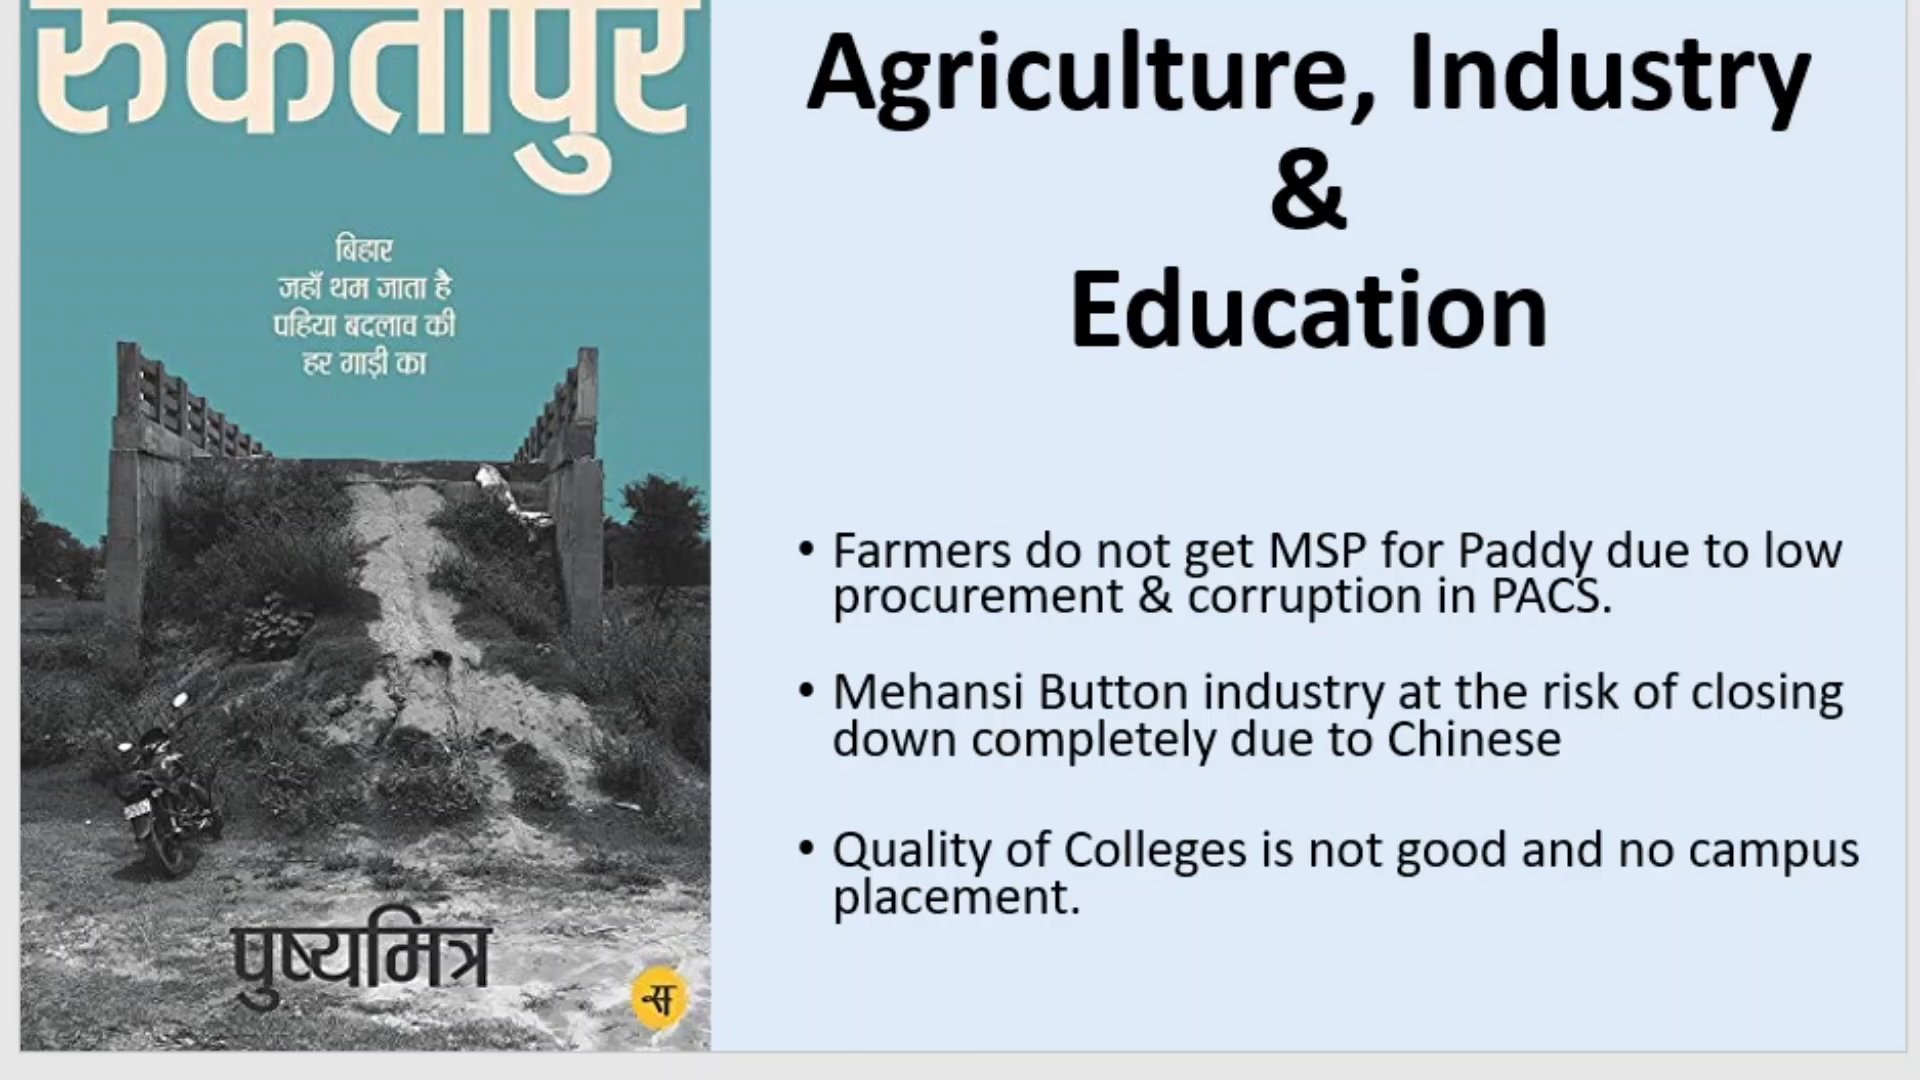 रुकतापुर
बिहार
जहाँ थम जाता है
पहिया बदलाव की
हर गाड़ी का
पुष्यमित्र
स
Agriculture, Industry
&
Education
• Farmers do not get MSP for Paddy due to low
procurement & corruption in PACS.
• Mehansi Button industry at the risk of closing
down completely due to Chinese
• Quality of Colleges is not good and no campus
placement.